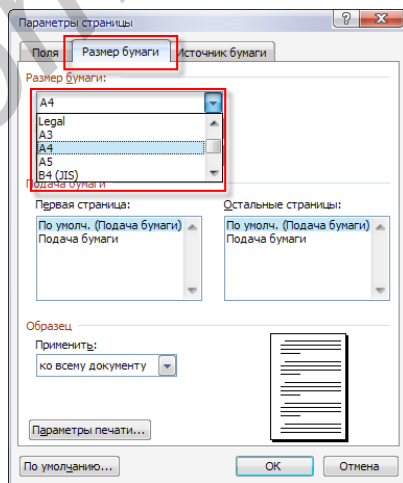 Параметры страницы
Поля Размер бумаги Источник бумаги
Размер бумаги:
A4
Legal
A3
A4
A5
B4 (JIS)
Подача бумаги
Первая страница: Остальные страницы:
По умолч. (Подача бумаги) По умолч. (Подача бумаги)
Подача бумаги Подача бумаги
Образец
Применить:
ко всему документу
Параметры печати...
По умолчанию... ОК Отмена